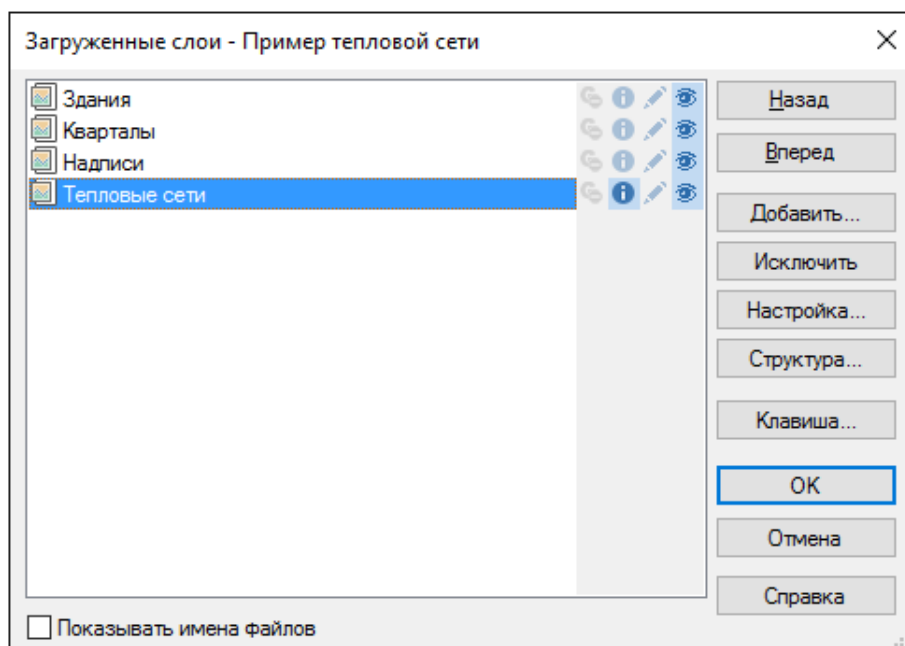 Загруженные слои - Пример тепловой сети
Здания
Кварталы
Надписи
Тепловые сети
Назад
Вперед
Добавить...
Исключить
Настройка...
Структура...
Клавиша...
OK
Отмена
Справка
Показывать имена файлов